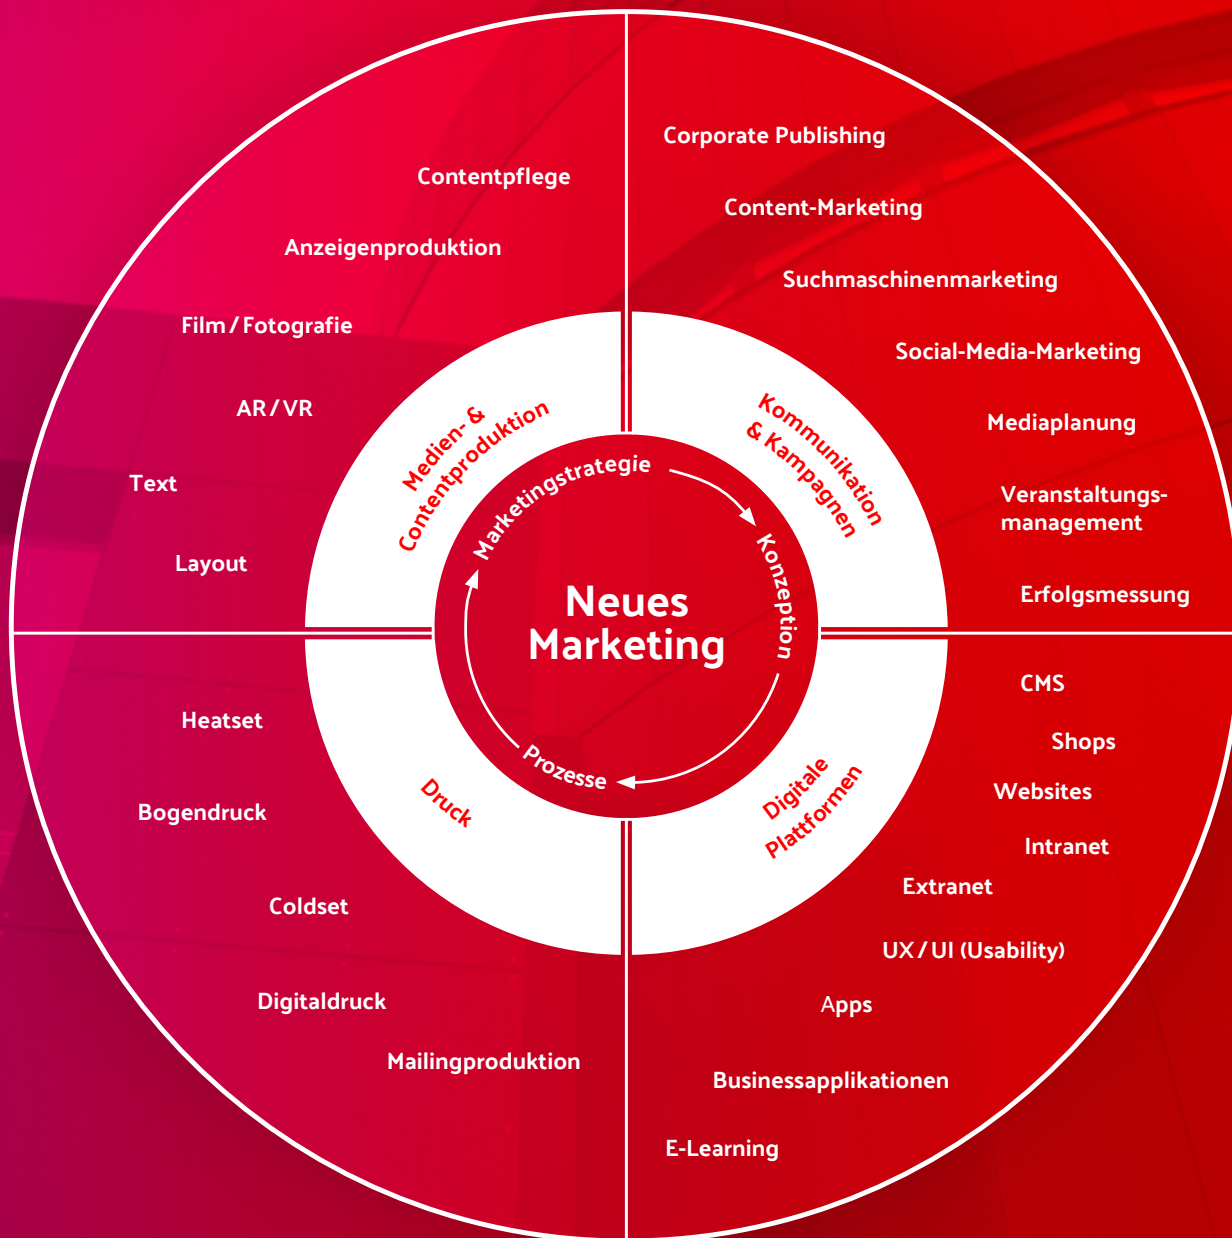 Contentpflege
Anzeigenproduktion
Film / Fotografie
AR / VR
Text
Layout
Corporate Publishing
Content-Marketing
Suchmaschinenmarketing
Social-Media-Marketing
Mediaplanung
Veranstaltungs-
management
Erfolgsmessung
Medien- &
Contentproduktion
Kommunikation
& Kampagnen
Marketingstrategie
Konzeption
Prozesse
Neues
Marketing
Druck
Digitale
Plattformen
Heatset
Bogendruck
Coldset
Digitaldruck
Mailingproduktion
CMS
Shops
Websites
Intranet
Extranet
UX / UI (Usability)
Apps
Businessapplikationen
E-Learning